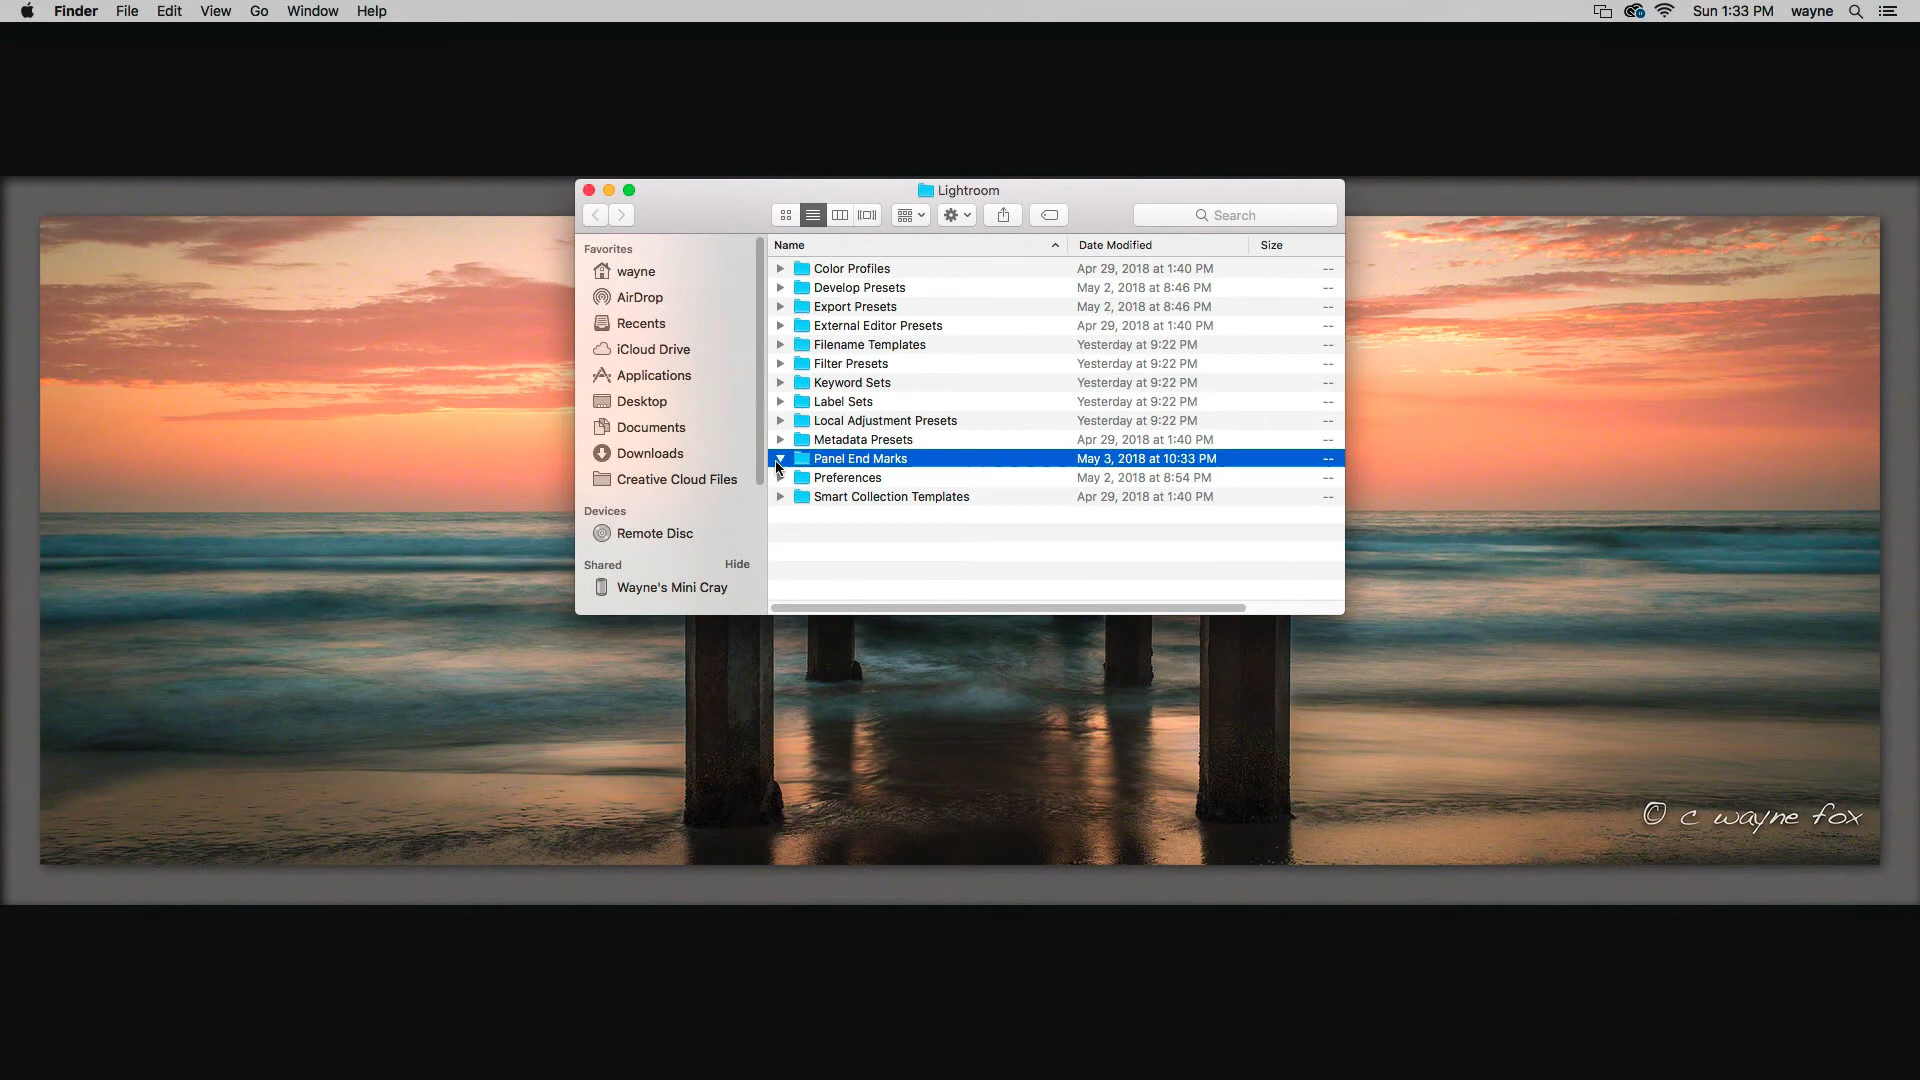 Finder File Edit View Go Window Help Sun 1:33 PM wayne
Lightroom
Search
Favorites
wayne
AirDrop
Recents
iCloud Drive
Applications
Desktop
Documents
Downloads
Creative Cloud Files
Devices
Remote Disc
Shared Hide
Wayne's Mini Cray
Name Date Modified Size
Color Profiles Apr 29, 2018 at 1:40 PM --
Develop Presets May 2, 2018 at 8:46 PM --
Export Presets May 2, 2018 at 8:46 PM --
External Editor Presets Apr 29, 2018 at 1:40 PM --
Filename Templates Yesterday at 9:22 PM --
Filter Presets Yesterday at 9:22 PM --
Keyword Sets Yesterday at 9:22 PM --
Label Sets Yesterday at 9:22 PM --
Local Adjustment Presets Yesterday at 9:22 PM --
Metadata Presets Apr 29, 2018 at 1:40 PM --
Panel End Marks May 3, 2018 at 10:33 PM --
Preferences May 2, 2018 at 8:54 PM --
Smart Collection Templates Apr 29, 2018 at 1:40 PM --
© c wayne fox